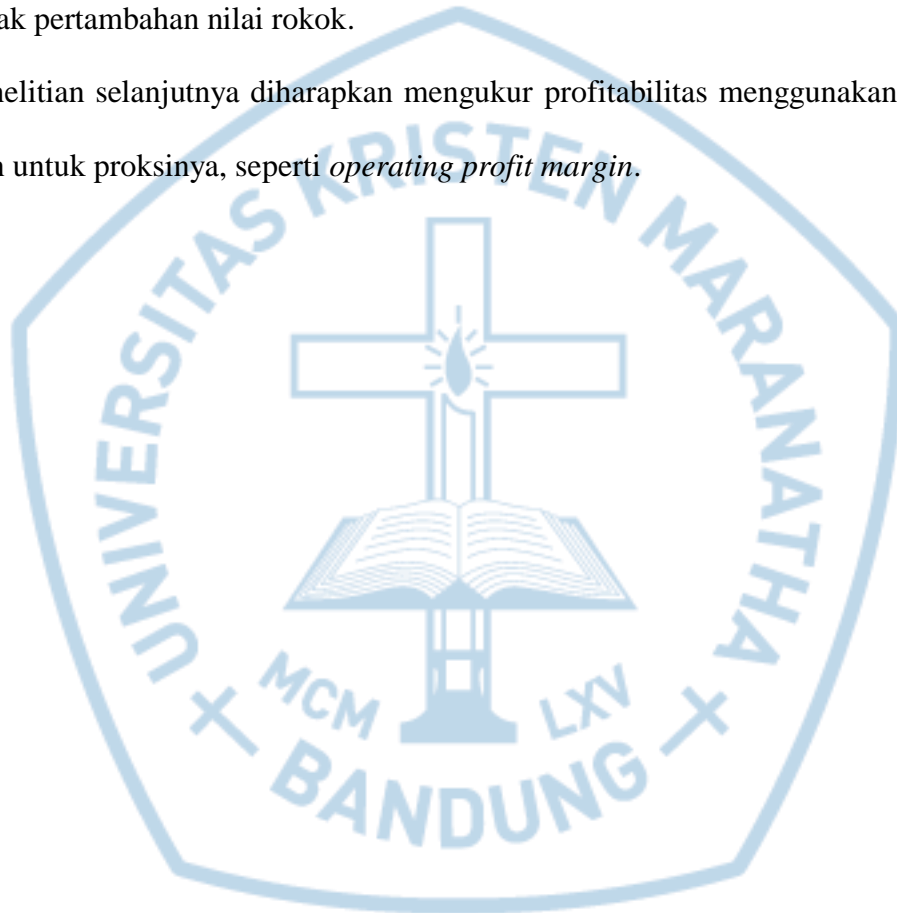 ak pertambahan nilai rokok.
nelitian selanjutnya diharapkan mengukur profitabilitas menggunakan
n untuk proksinya, seperti operating profit margin.
UNIVERSITAS KRISTEN MARANATHA
MCM LXV
BANDUNG